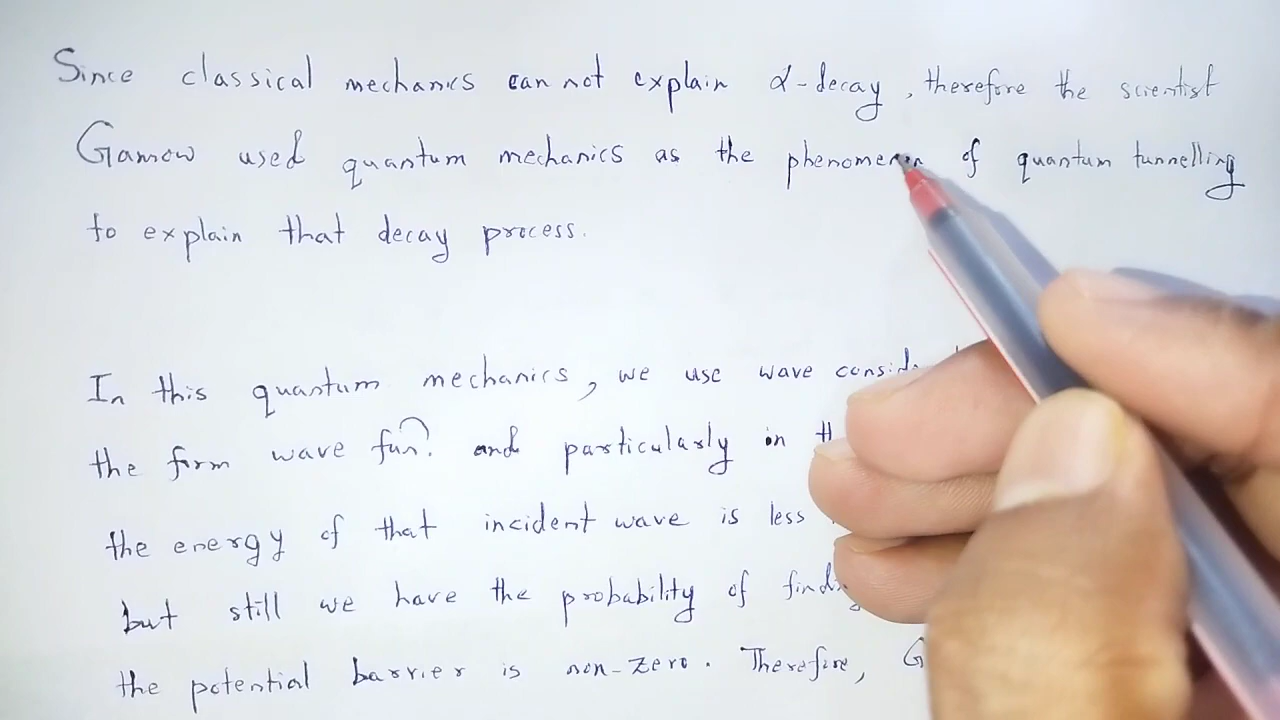 Since classical mechanics can not explain α-decay, therefore the scientist
Gamow used quantum mechanics as the phenomenon of quantum tunnelling
to explain that decay process.
In this quantum mechanics, we use wave
the form wave fun? and particularly in
the energy of that incident wave is less
but still we have the probability of
the potential barrier is non-zero. Therefore,